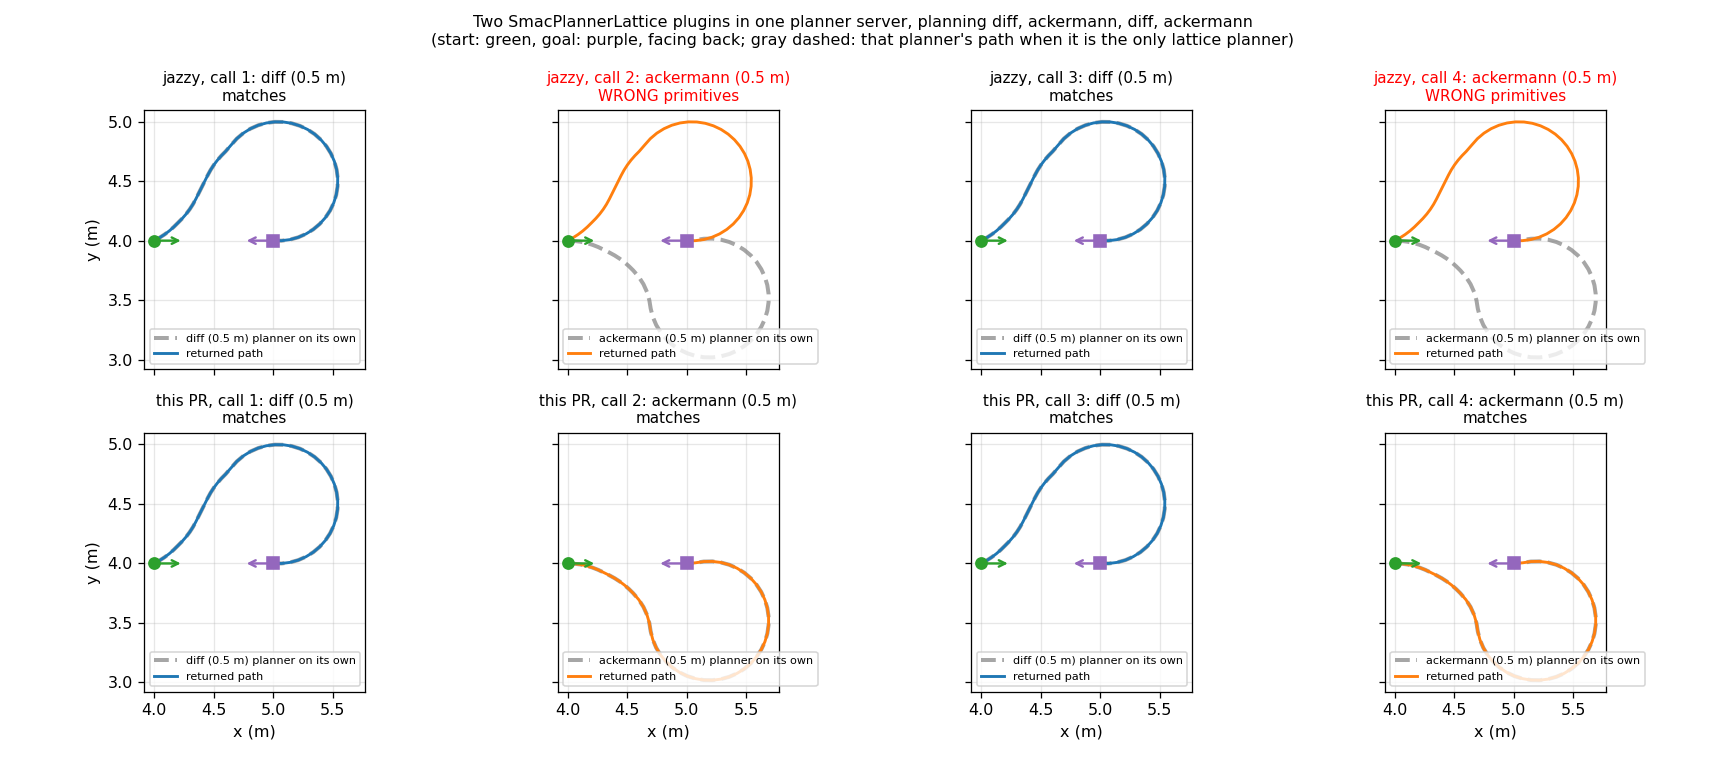 Two SmacPlannerLattice plugins in one planner server, planning diff, ackermann, diff, ackermann
(start: green, goal: purple, facing back; gray dashed: that planner's path when it is the only lattice planner)
jazzy, call 1: diff (0.5 m)
matches
jazzy, call 2: ackermann (0.5 m)
WRONG primitives
jazzy, call 3: diff (0.5 m)
matches
jazzy, call 4: ackermann (0.5 m)
WRONG primitives
y (m)
5.0
4.5
4.0
3.5
3.0
diff (0.5 m) planner on its own
returned path
ackermann (0.5 m) planner on its own
returned path
diff (0.5 m) planner on its own
returned path
ackermann (0.5 m) planner on its own
returned path
this PR, call 1: diff (0.5 m)
matches
this PR, call 2: ackermann (0.5 m)
matches
this PR, call 3: diff (0.5 m)
matches
this PR, call 4: ackermann (0.5 m)
matches
y (m)
5.0
4.5
4.0
3.5
3.0
diff (0.5 m) planner on its own
returned path
ackermann (0.5 m) planner on its own
returned path
diff (0.5 m) planner on its own
returned path
ackermann (0.5 m) planner on its own
returned path
4.0 4.5 5.0 5.5
4.0 4.5 5.0 5.5
4.0 4.5 5.0 5.5
4.0 4.5 5.0 5.5
x (m)
x (m)
x (m)
x (m)